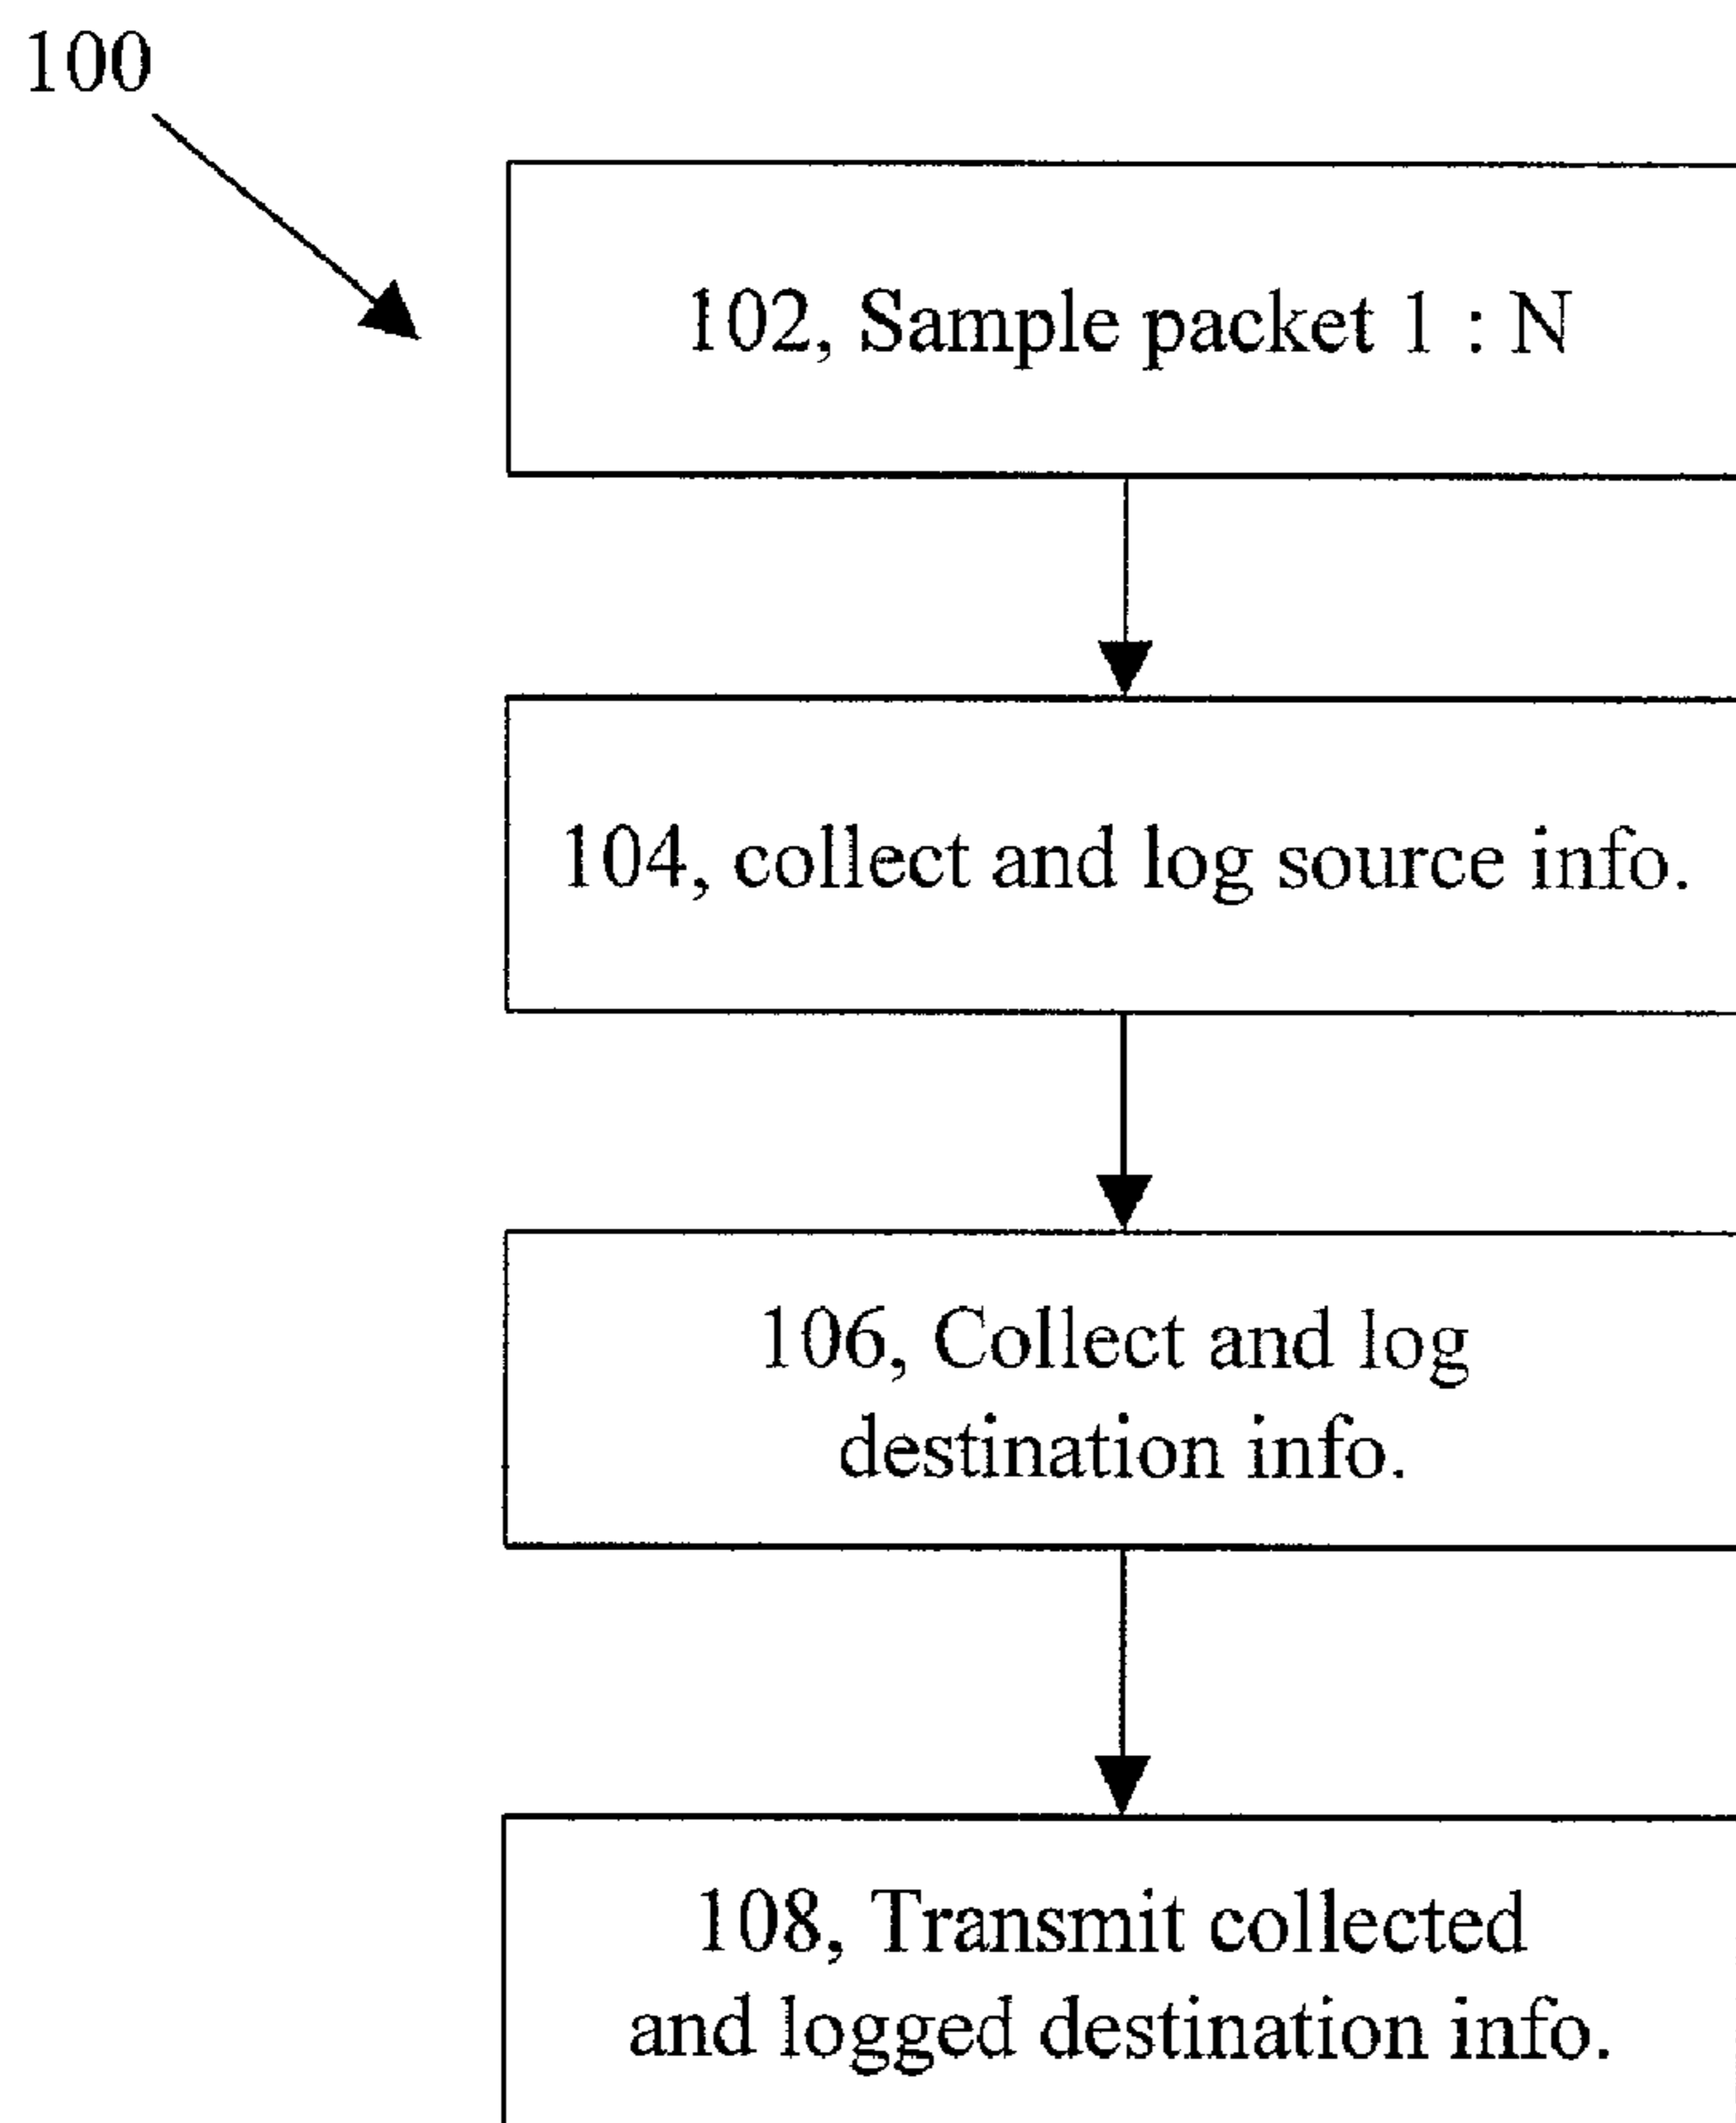 100
102, Sample packet 1 : N
104, collect and log source info.
106, Collect and log
destination info.
108, Transmit collected
and logged destination info.